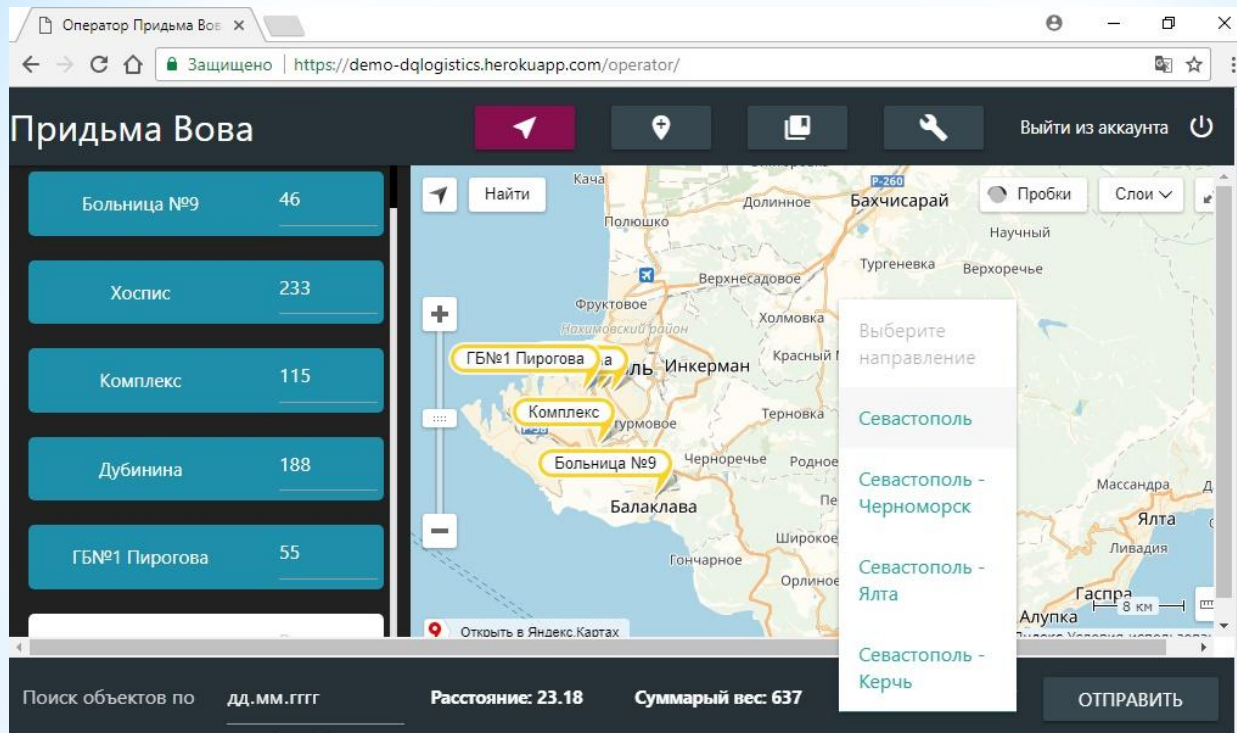 Оператор Придьма Вов
Защищено | https://demo-dqlogistics.herokuapp.com/operator/
Придьма Вова
Выйти из аккаунта
Больница №9 46
Хоспис 233
Комплекс 115
Дубинина 188
ГБ№1 Пирогова 55
Найти
Пробки
Слои
Кача
Долинное
Р-260
Бахчисарай
Полюшко
Научный
Тургеневка
Верхоречье
Верхнесадовое
Фруктовое
Холмовка
Нахимовский район
Красный
ГБ№1 Пирогова
а
ль
Инкерман
Комплекс
Терновка
турмовое
Больница №9
Черноречье
Родное
Балаклава
Широкое
Гончарное
Орлиное
Массандра
Ялта
Ливадия
Гаспра
8 км
Алупка
Открыть в Яндекс.Картах
Выберите
направление
Севастополь
Севастополь -
Черноморск
Севастополь -
Ялта
Севастополь -
Керчь
Поиск объектов по дд.мм.гггг
Расстояние: 23.18
Суммарый вес: 637
ОТПРАВИТЬ